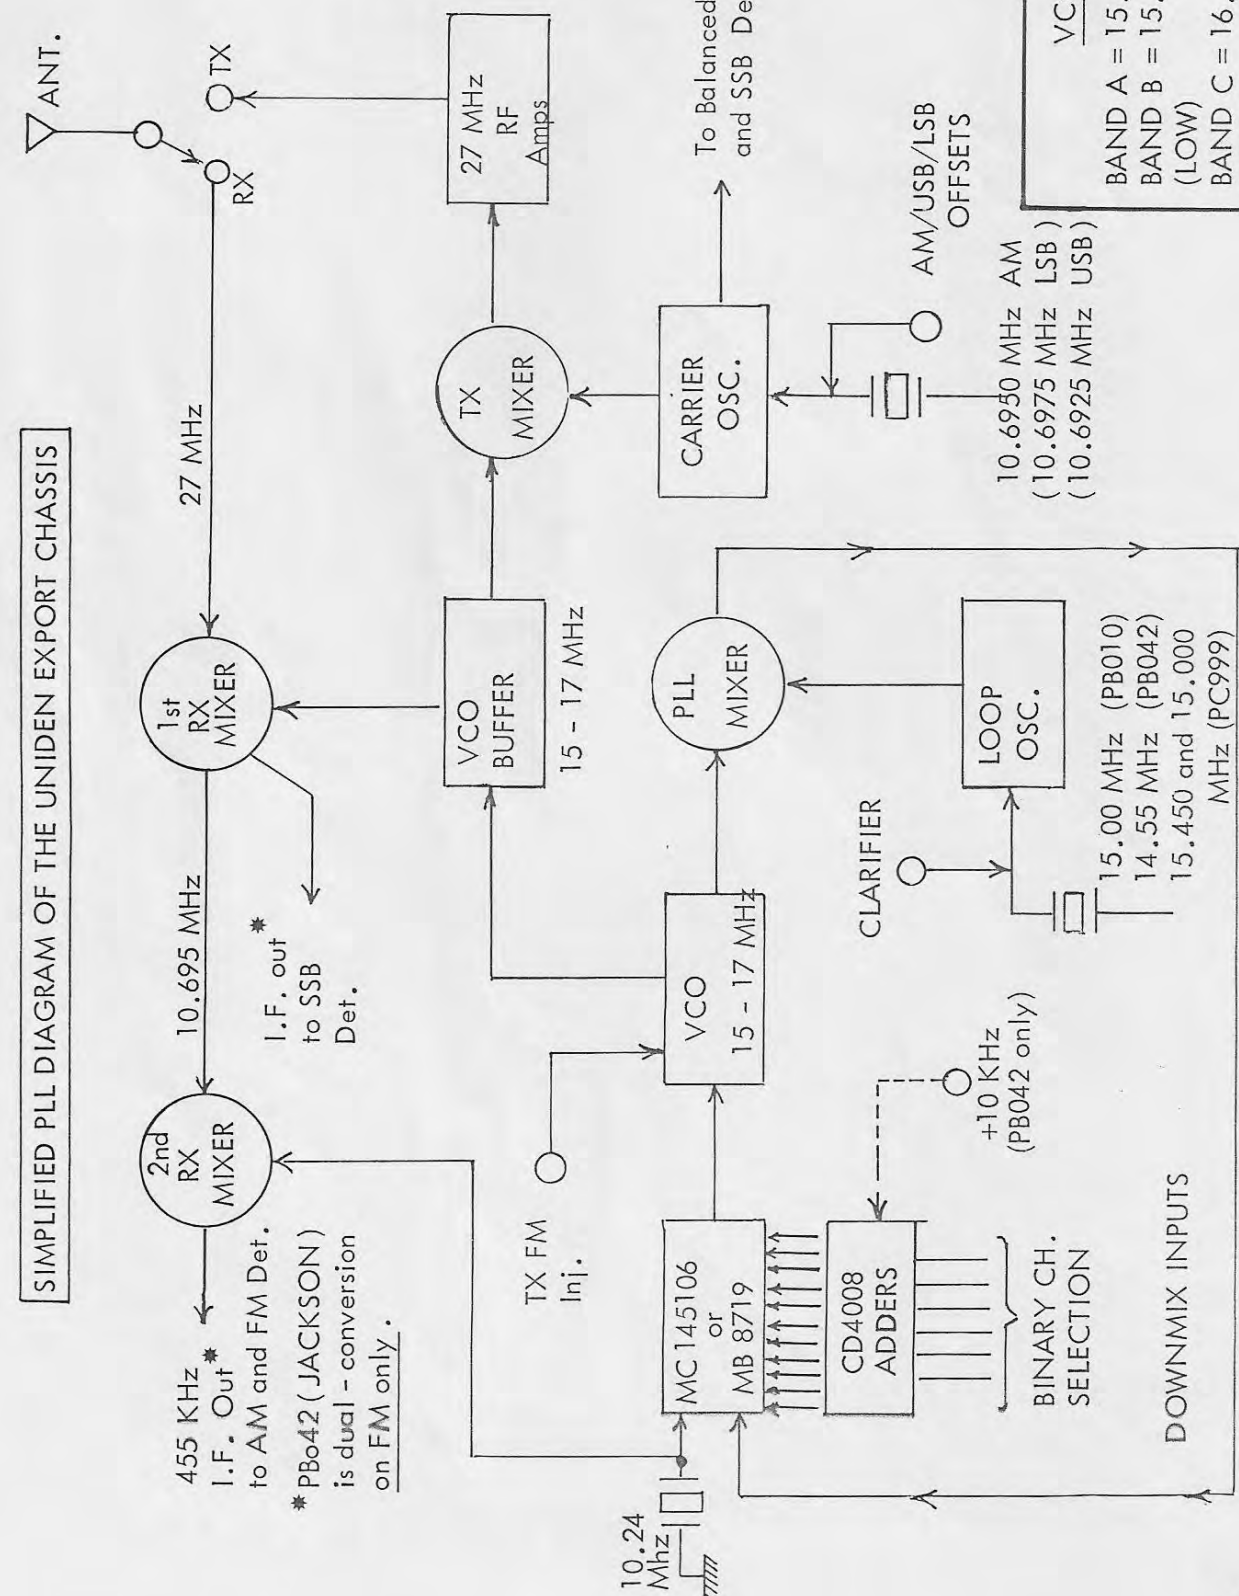 SIMPLIFIED PLL DIAGRAM OF THE UNIDEN EXPORT CHASSIS
ANT.
TX
RX
27 MHz
1st
RX
MIXER
10.695 MHz
2nd
RX
MIXER
I.F. out *
to SSB
Det.
455 KHz
I.F. Out *
to AM and FM Det.
* PBo42 (JACKSON)
is dual - conversion
on FM only.
27 MHz
RF
Amps
TX
MIXER
VCO
BUFFER
15 - 17 MHz
TX FM
Inj.
To Balanced
and SSB
CARRIER
OSC.
AM/USB/LSB
OFFSETS
10.6950 MHz AM
(10.6975 MHz LSB)
(10.6925 MHz USB)
PLL
MIXER
VCO
15 - 17 MHz
MC145106
or
MB 8719
10.24
Mhz
LOOP
OSC.
CLARIFIER
15.00 MHz (PB010)
14.55 MHz (PB042)
15.450 and 15.000
MHz (PC999)
CD4008
ADDERS
+10 KHz
(PB042 only)
BINARY CH.
SELECTION
DOWNMIX INPUTS
BAND A = 15.
BAND B = 15.
(LOW)
BAND C = 16.